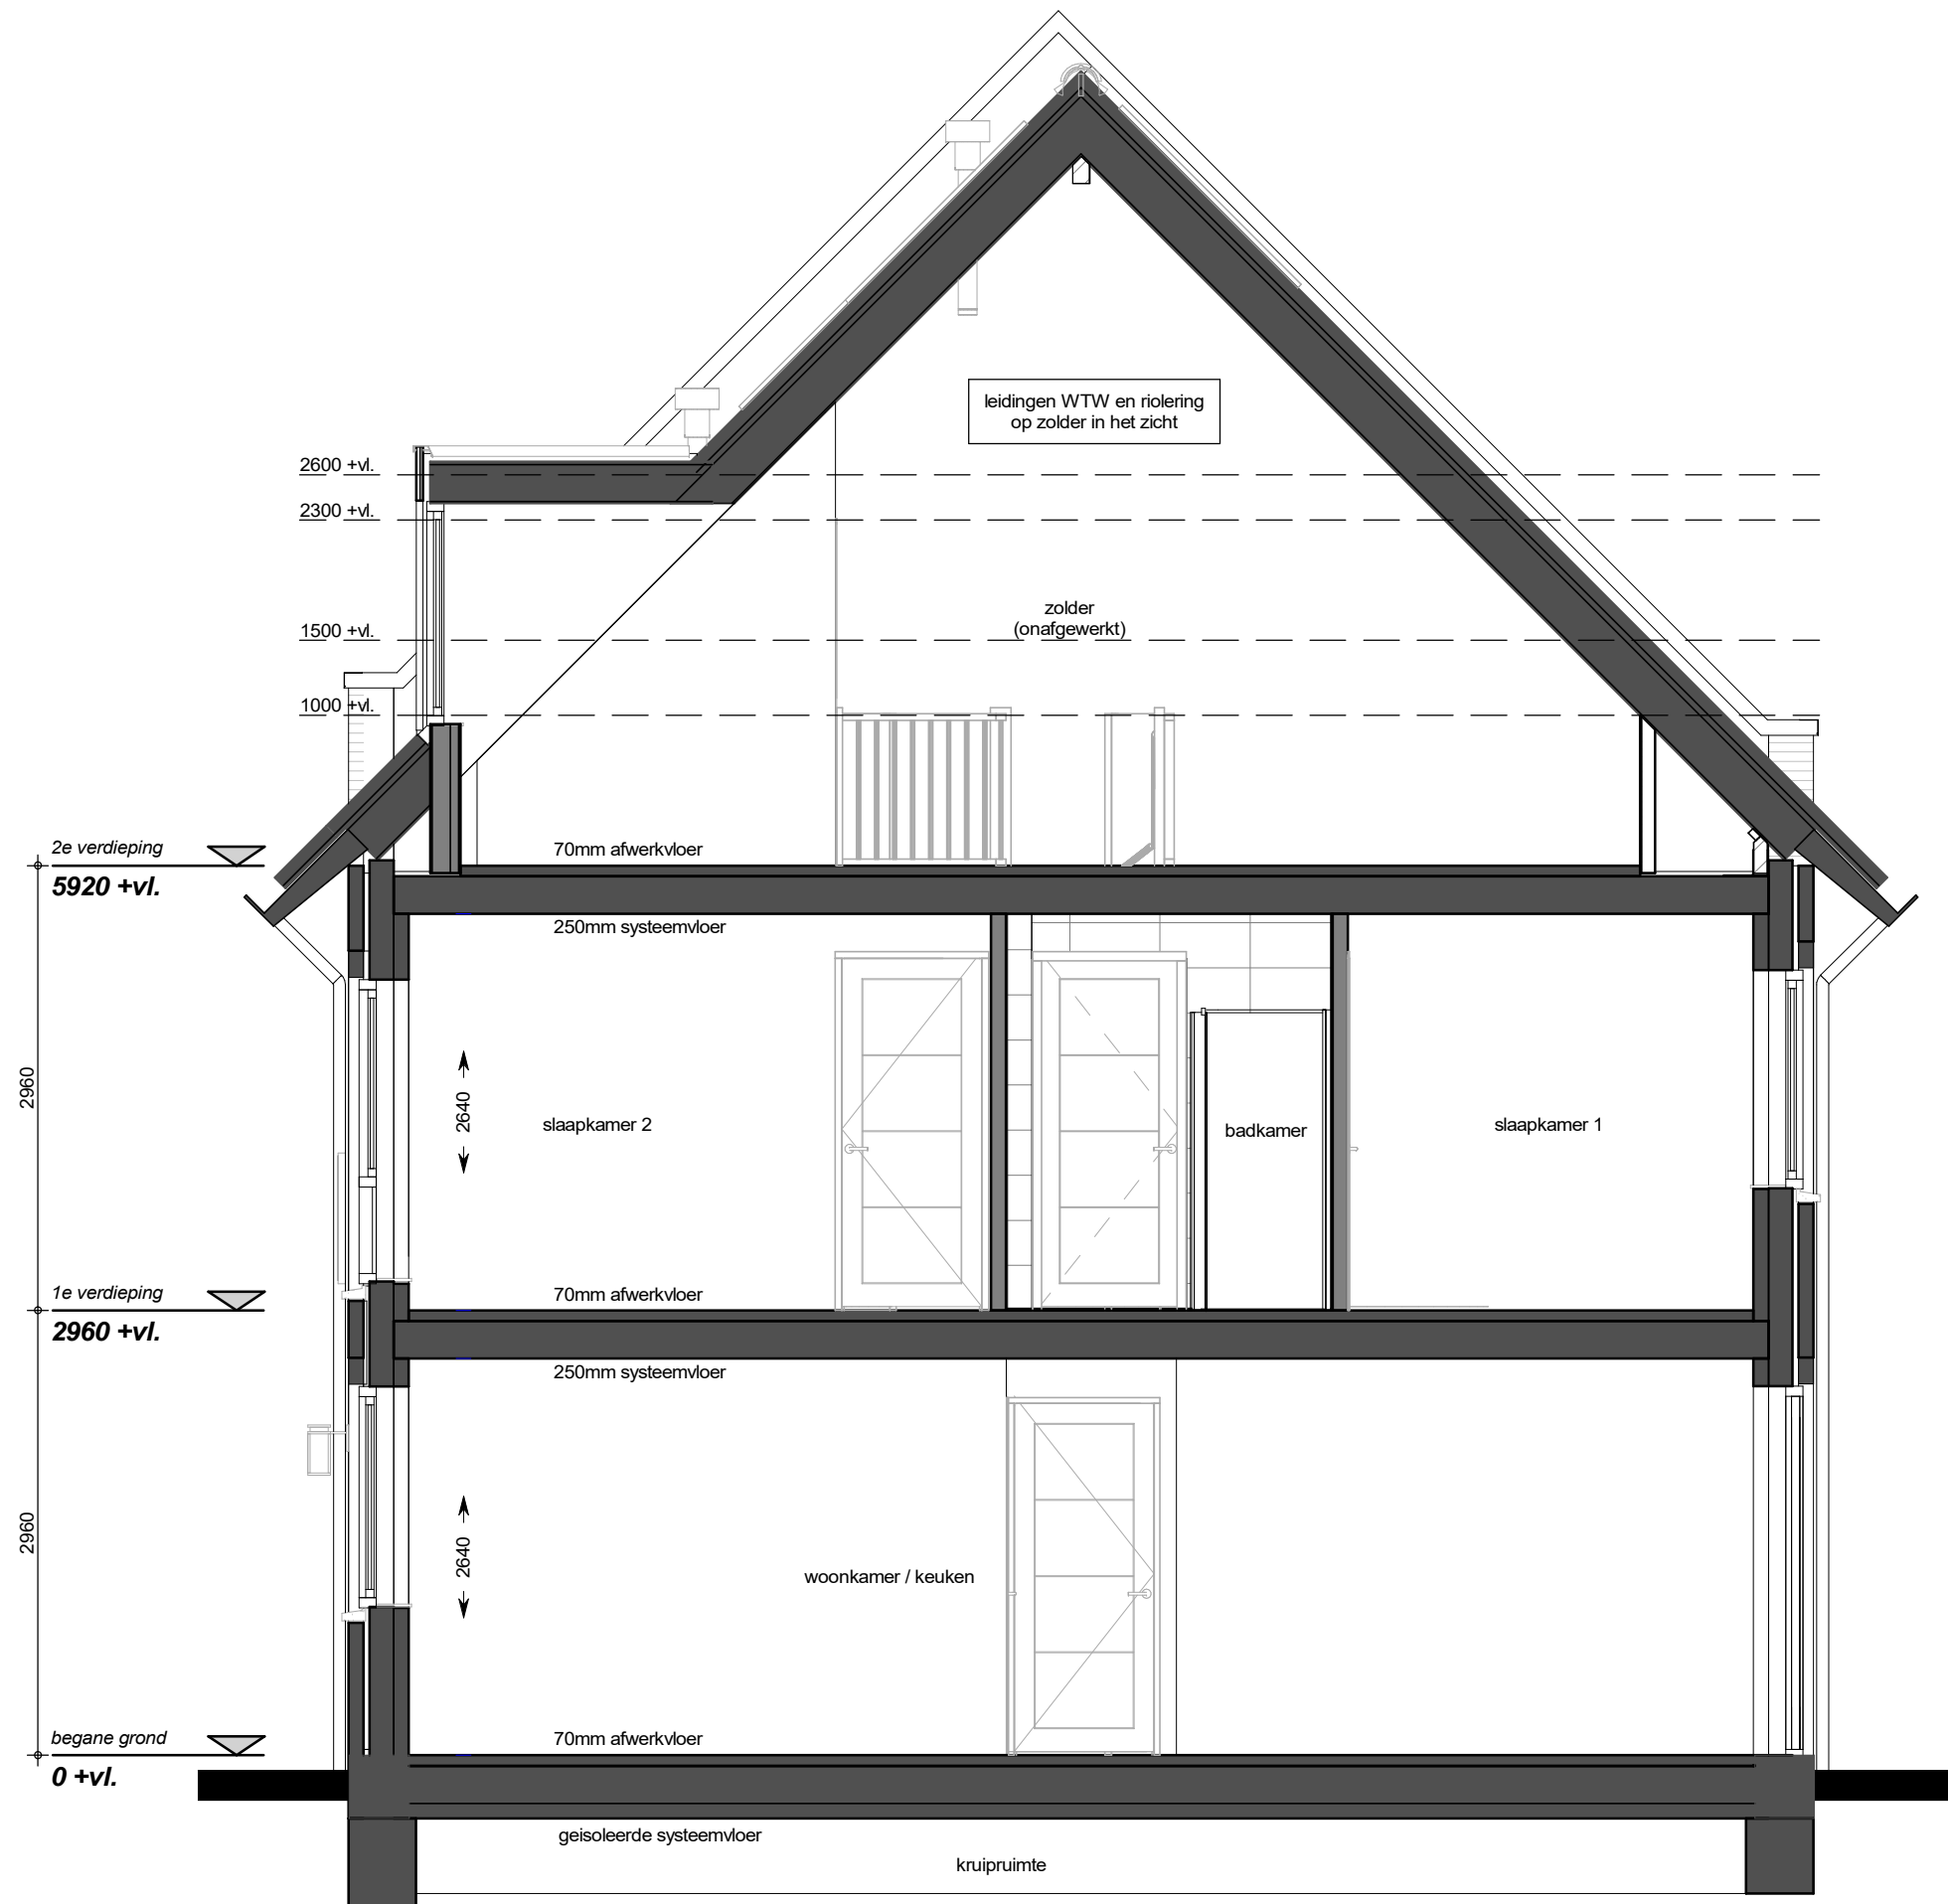 leidingen WTW en riolering
op zolder in het zicht
2600 +vl.
2300 +vl.
zolder
(onafgewerkt)
1500 +vl.
1000 +vl.
2e verdieping
5920 +vl.
70mm afwerkvloer
250mm systeemvloer
2960
2640
slaapkamer 2
badkamer
slaapkamer 1
1e verdieping
2960 +vl.
70mm afwerkvloer
250mm systeemvloer
2960
2640
woonkamer / keuken
begane grond
0 +vl.
70mm afwerkvloer
geisoleerde systeemvloer
kruipruimte